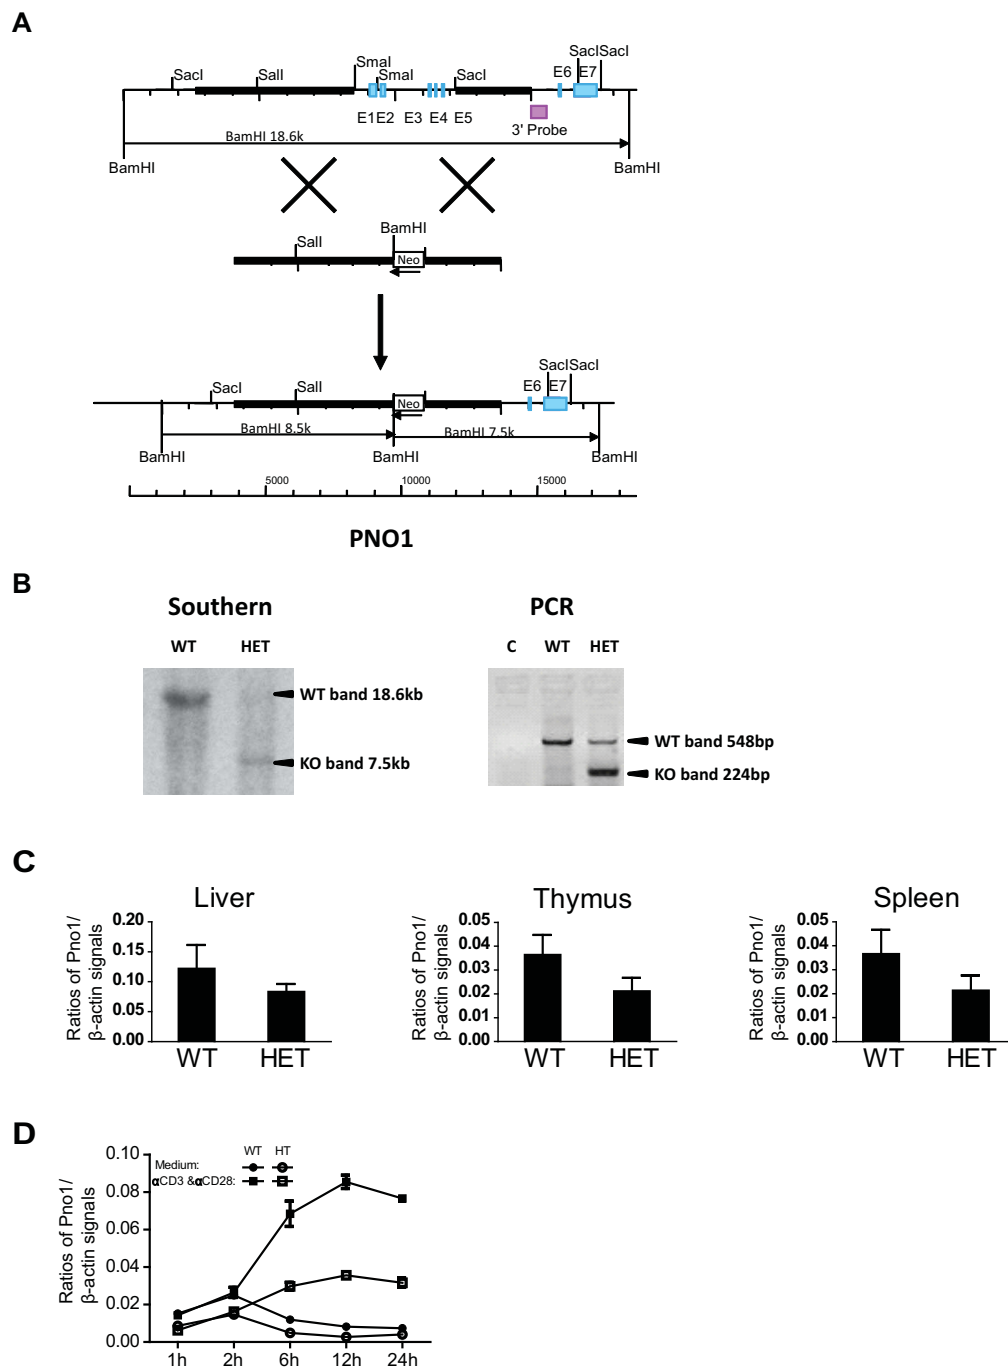 A
SmaI
SacISacI
SacI
SalI
SmaI
SacI
E6
E7
E1E2
E3
E4
E5
3' Probe
BamHI 18.6k
BamHI
BamHI
BamHI
SalI
Neo
SacISacI
SacI
SalI
Neo
E6
E7
BamHI 8.5k
BamHI 7.5k
BamHI
BamHI
BamHI
5000
10000
15000
PNO1
B
Southern
PCR
WT
HET
C
WT
HET
WT band 18.6kb
KO band 7.5kb
WT band 548bp
KO band 224bp
C
Liver
Ratios of Pno1/
β-actin signals
0.20
0.15
0.10
0.05
0.00
WT
HET
Thymus
Ratios of Pno1/
β-actin signals
0.05
0.04
0.03
0.02
0.01
0.00
WT
HET
Spleen
Ratios of Pno1/
β-actin signals
0.05
0.04
0.03
0.02
0.01
0.00
WT
HET
D
Ratios of Pno1/
β-actin signals
0.10
0.08
0.06
0.04
0.02
0.00
WT
HT
Medium:
αCD3 &αCD28:
1h
2h
6h
12h
24h